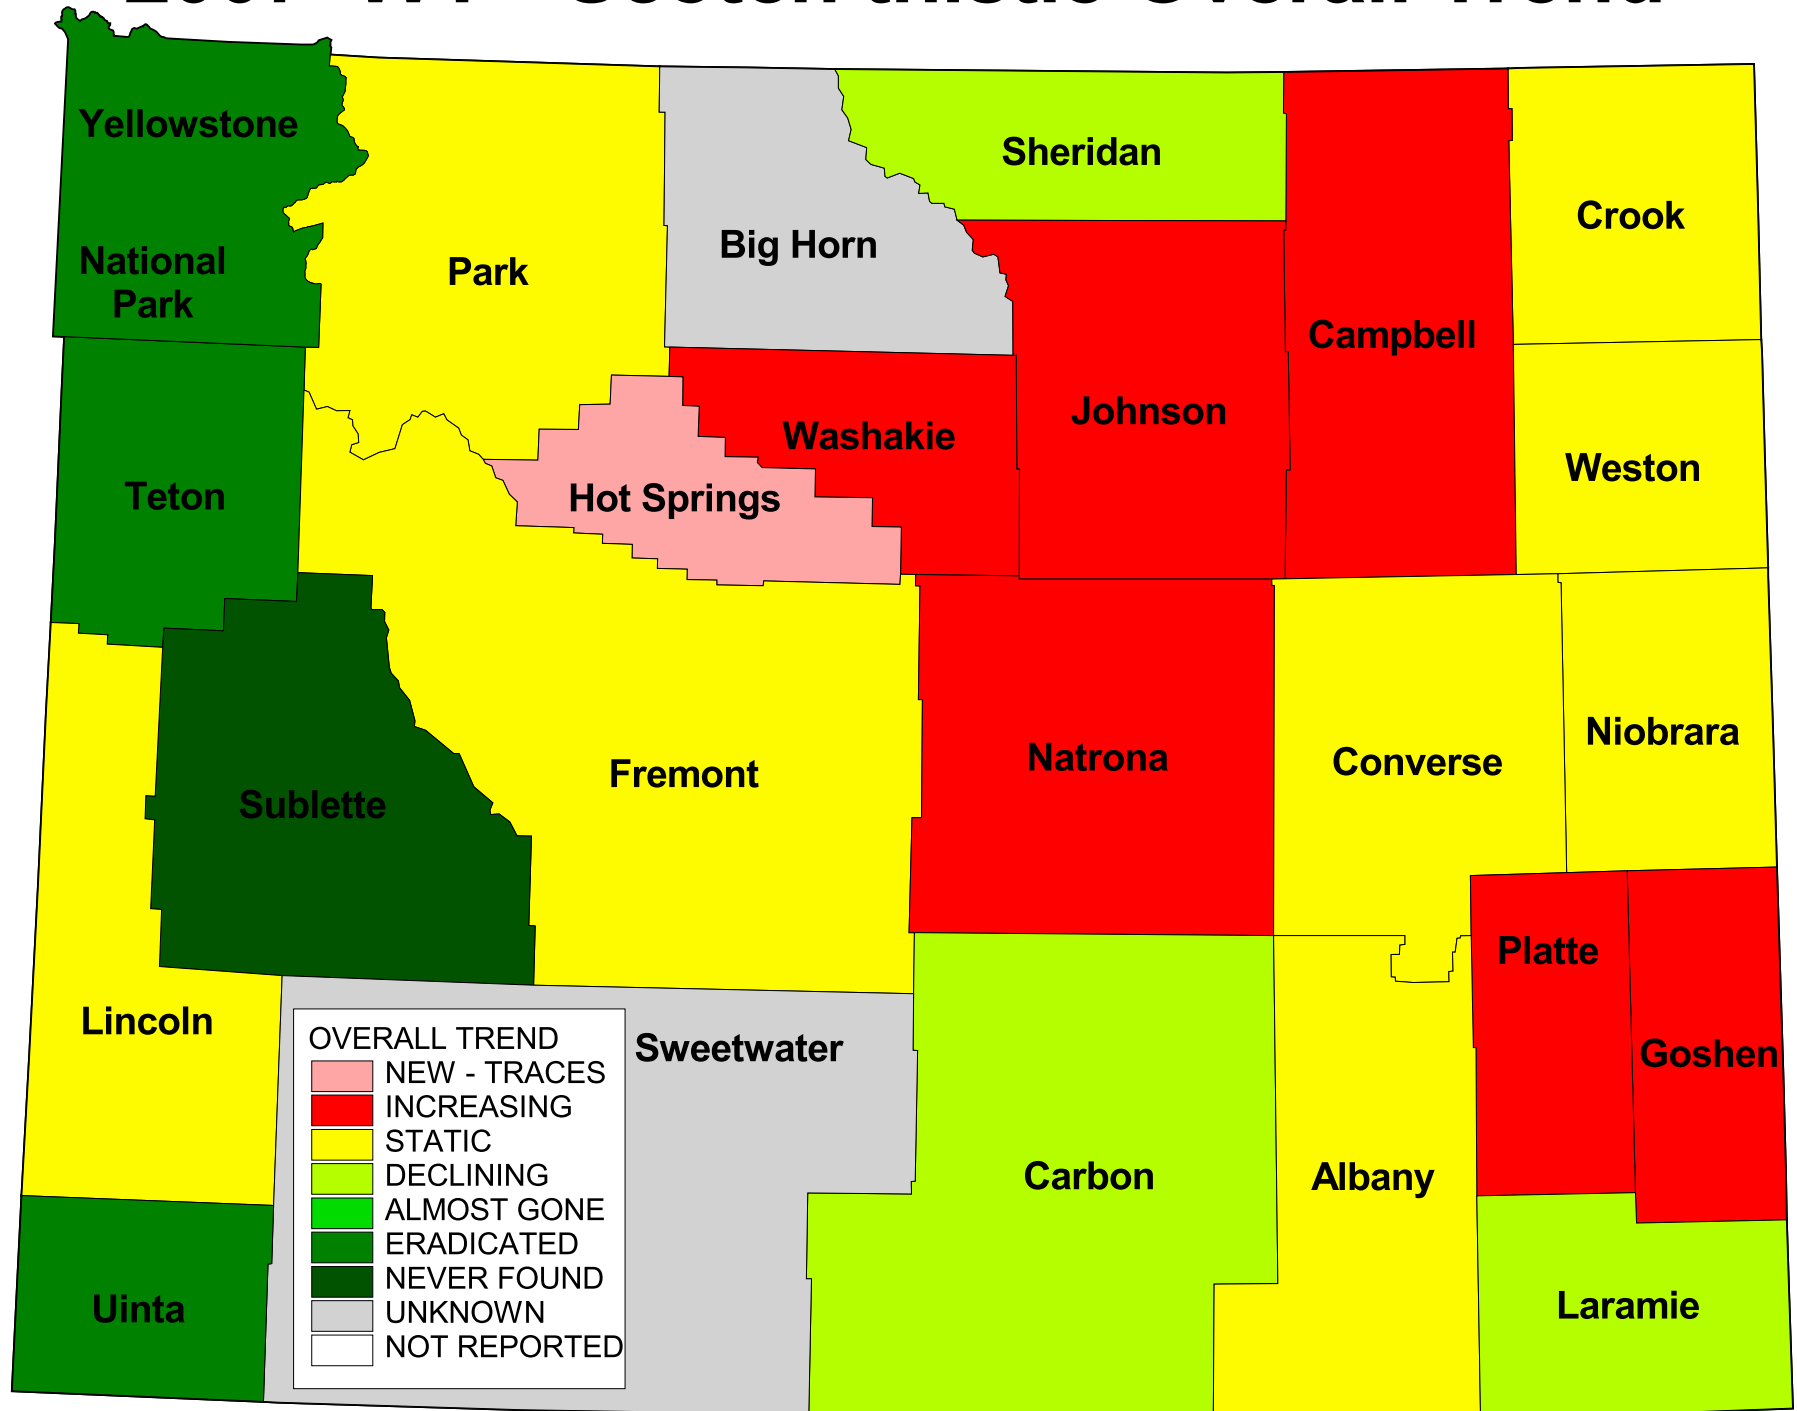 Yellowstone
National
Park
Park
Big Horn
Sheridan
Campbell
Crook
Johnson
Washakie
Weston
Teton
Hot Springs
Fremont
Natrona
Converse
Niobrara
Sublette
Platte
Goshen
Lincoln
Sweetwater
Carbon
Albany
Laramie
Uinta
OVERALL TREND
NEW - TRACES
INCREASING
STATIC
DECLINING
ALMOST GONE
ERADICATED
NEVER FOUND
UNKNOWN
NOT REPORTED